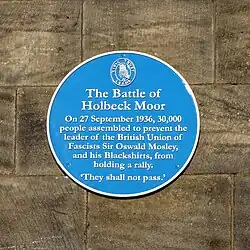 The Battle of
Holbeck Moor
On 27 September 1936, 30,000
people assembled to prevent the
leader of the British Union of
Fascists Sir Oswald Mosley,
and his Blackshirts, from
holding a rally.
'They shall not pass.'